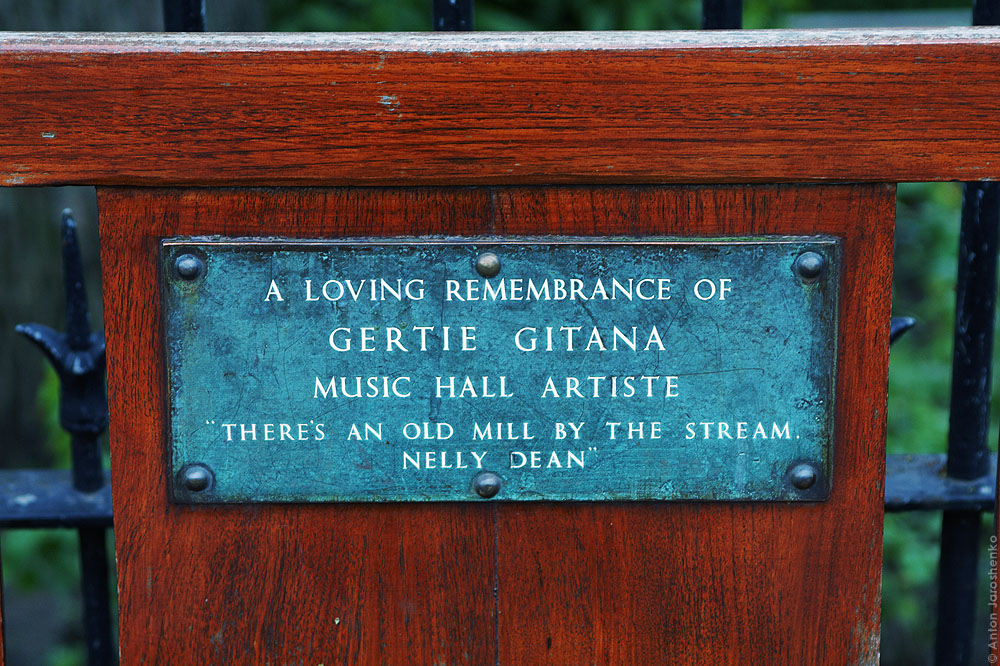 A LOVING REMEMBRANCE OF
GERTIE GITANA
MUSIC HALL ARTISTE
"THERE'S AN OLD MILL BY THE STREAM,
NELLY DEAN"
© Anton Jaroshenko